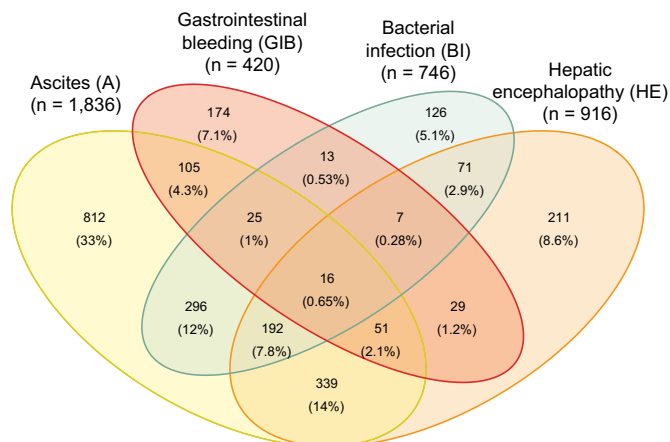 Gastrointestinal
bleeding (GIB)
(n = 420)
Bacterial
infection (BI)
(n = 746)
Ascites (A)
(n = 1,836)
Hepatic
encephalopathy (HE)
(n = 916)
174
(7.1%)
126
(5.1%)
13
(0.53%)
105
(4.3%)
71
(2.9%)
812
(33%)
25
(1%)
7
(0.28%)
211
(8.6%)
16
(0.65%)
296
(12%)
29
(1.2%)
192
(7.8%)
51
(2.1%)
339
(14%)